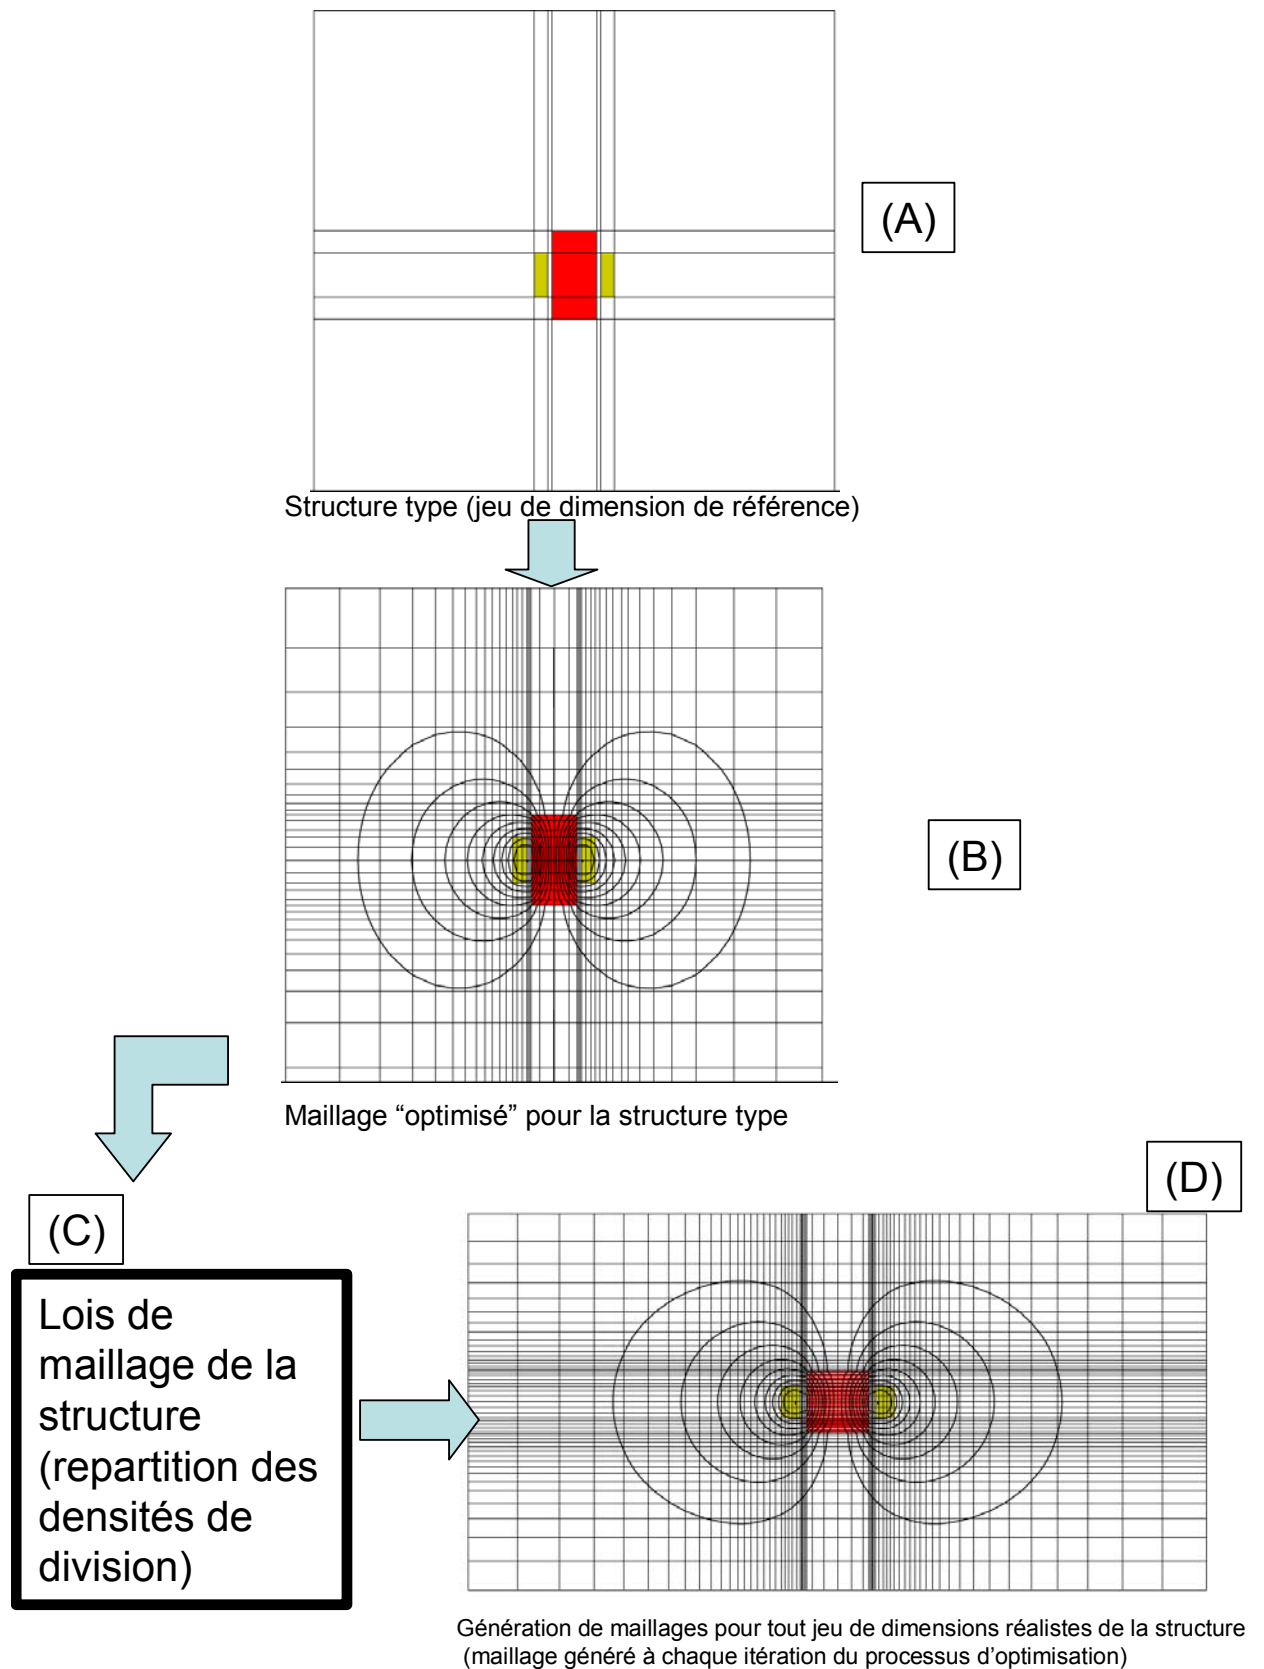 (A)
Structure type (jeu de dimension de référence)
(B)
Maillage “optimisé” pour la structure type
(C)
Lois de
maillage de la
structure
(repartition des
densités de
division)
(D)
Génération de maillages pour tout jeu de dimensions réalistes de la structure
(maillage généré à chaque itération du processus d’optimisation)